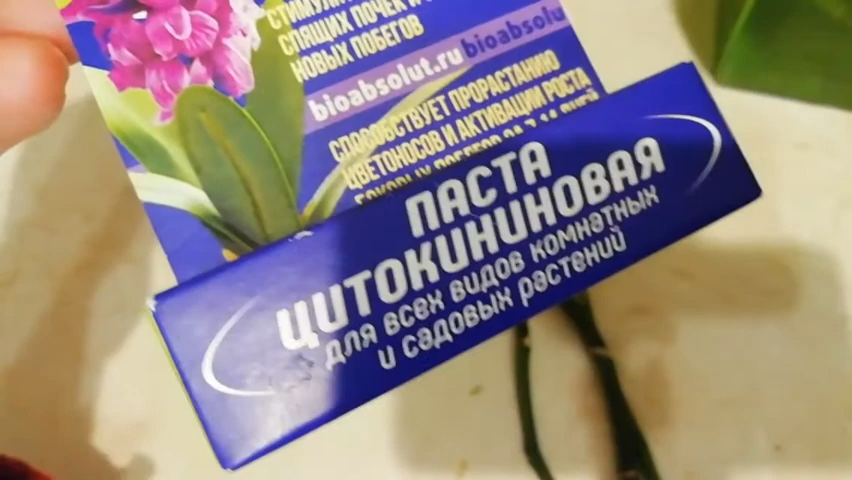 СПЯЩИХ ПОЧЕК И
НОВЫХ ПОБЕГОВ
bioabsolut.ru bioabsolu
СПОСОБСТВУЕТ ПРОРАСТАНИЮ
ЦВЕТОНОСОВ И АКТИВАЦИИ РОСТА
ПАСТА
ЦИТОКИНИНОВАЯ
для всех видов комнатных
и садовых растений